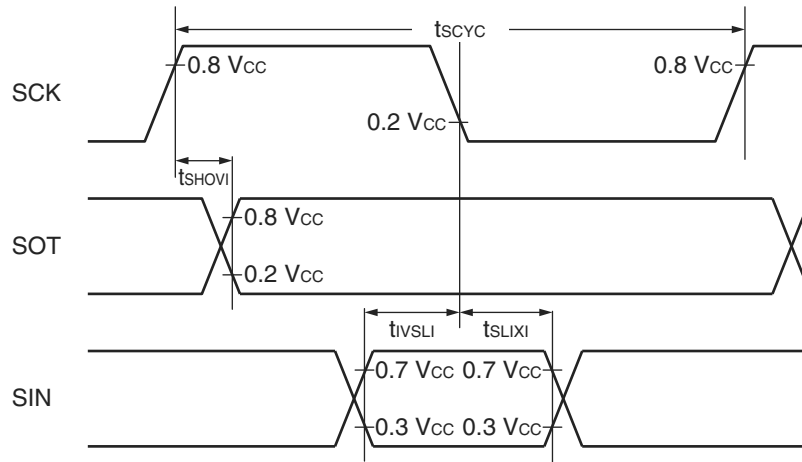 tSCYC
SCK
0.8 VCC
0.8 VCC
0.2 VCC
tSHOVI
SOT
0.8 VCC
0.2 VCC
tIVSLI
tSLIXI
SIN
0.7 VCC 0.7 VCC
0.3 VCC 0.3 VCC